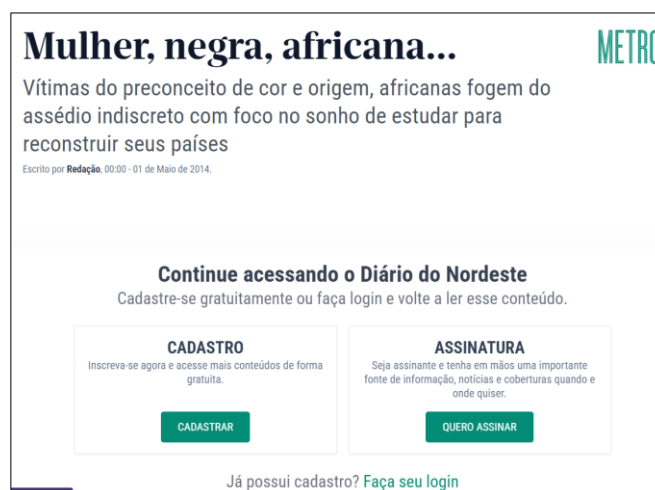 Mulher, negra, africana...
METRO
Vítimas do preconceito de cor e origem, africanas fogem do
assédio indiscreto com foco no sonho de estudar para
reconstruir seus países
Escrito por Redação, 00:00 - 01 de Maio de 2014.
Continue acessando o Diário do Nordeste
Cadastre-se gratuitamente ou faça login e volte a ler esse conteúdo.
CADASTRO
Inscreva-se agora e acesse mais conteúdos de forma
gratuita.
CADASTRAR
ASSINATURA
Seja assinante e tenha em mãos uma importante
fonte de informação, notícias e coberturas quando e
onde quiser.
QUERO ASSINAR
Já possui cadastro? Faça seu login